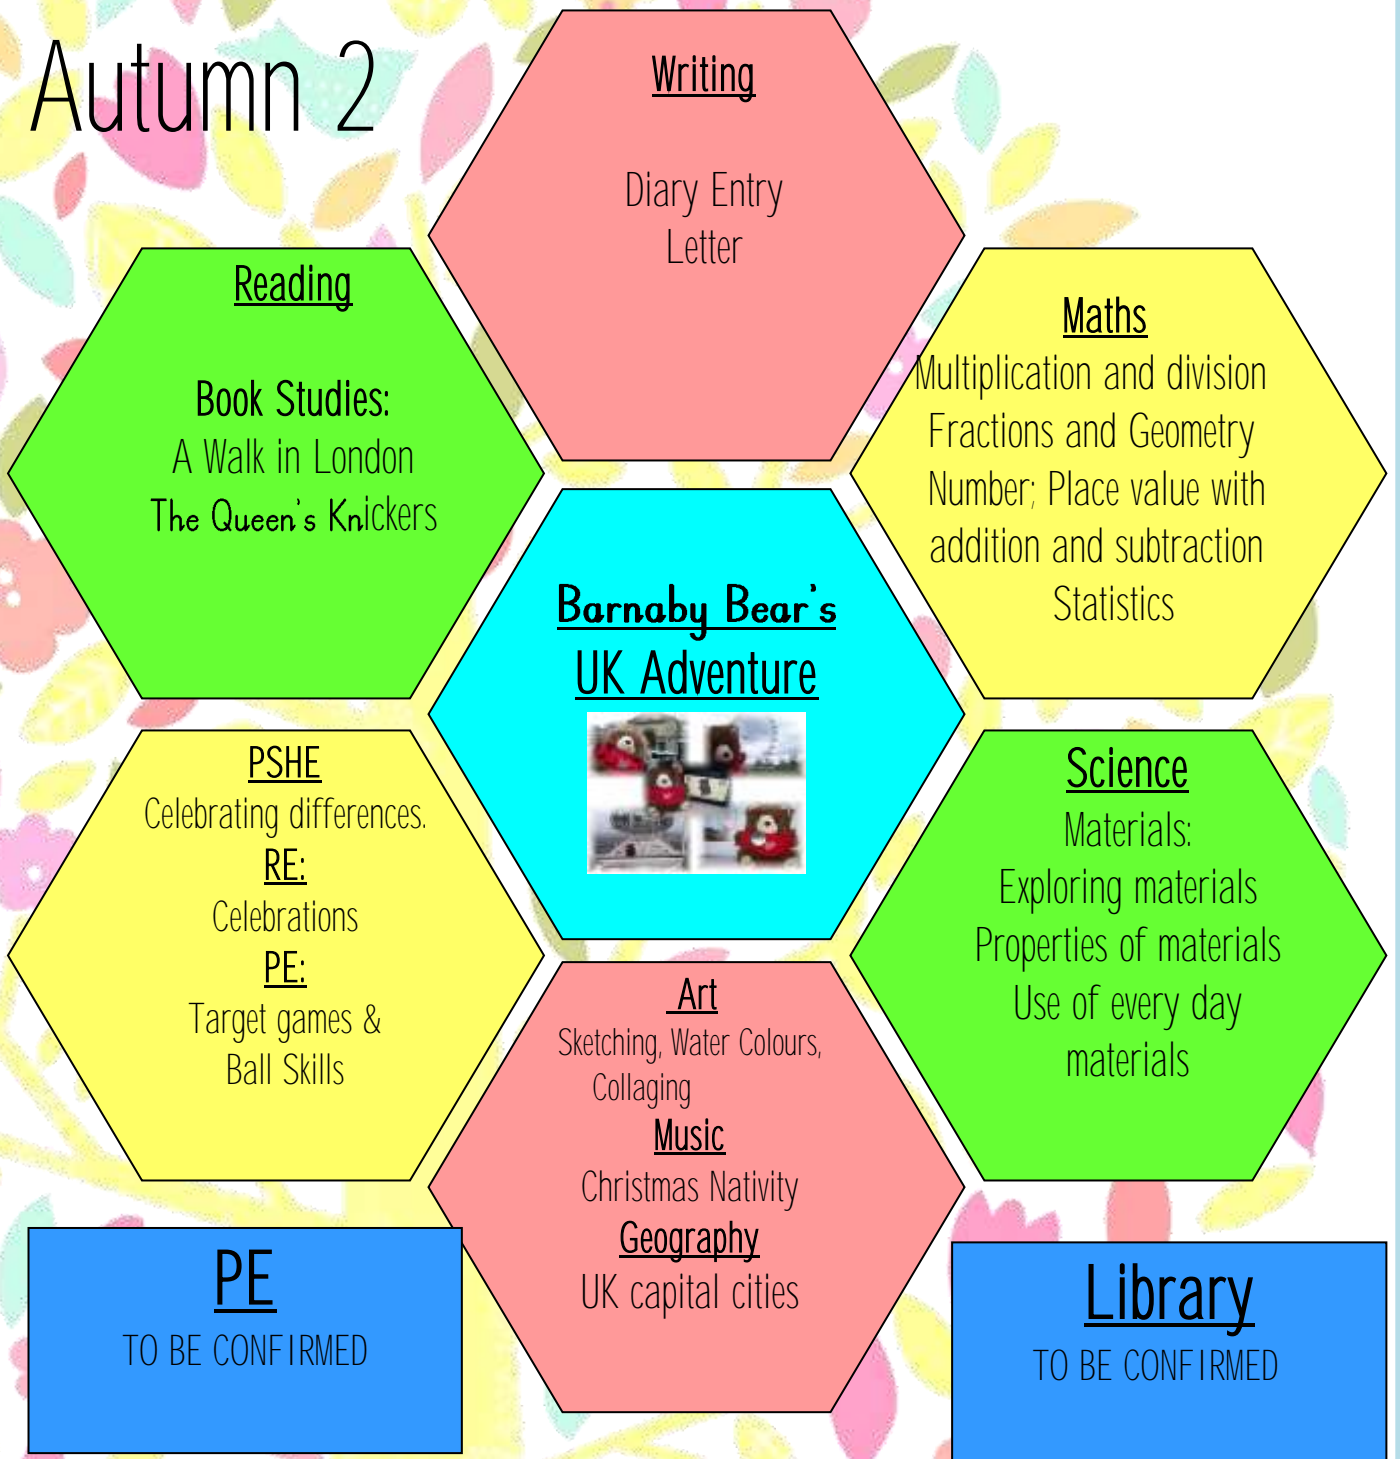 Autumn 2
Writing
Diary Entry
Letter
Reading
Book Studies:
A Walk in London
The Queen's Knickers
Maths
Multiplication and division
Fractions and Geometry
Number; Place value with
addition and subtraction
Statistics
Barnaby Bear's
UK Adventure
PSHE
Celebrating differences.
RE:
Celebrations
PE:
Target games &
Ball Skills
Science
Materials:
Exploring materials
Properties of materials
Use of every day
materials
Art
Sketching, Water Colours,
Collaging
Music
Christmas Nativity
Geography
UK capital cities
PE
TO BE CONFIRMED
Library
TO BE CONFIRMED